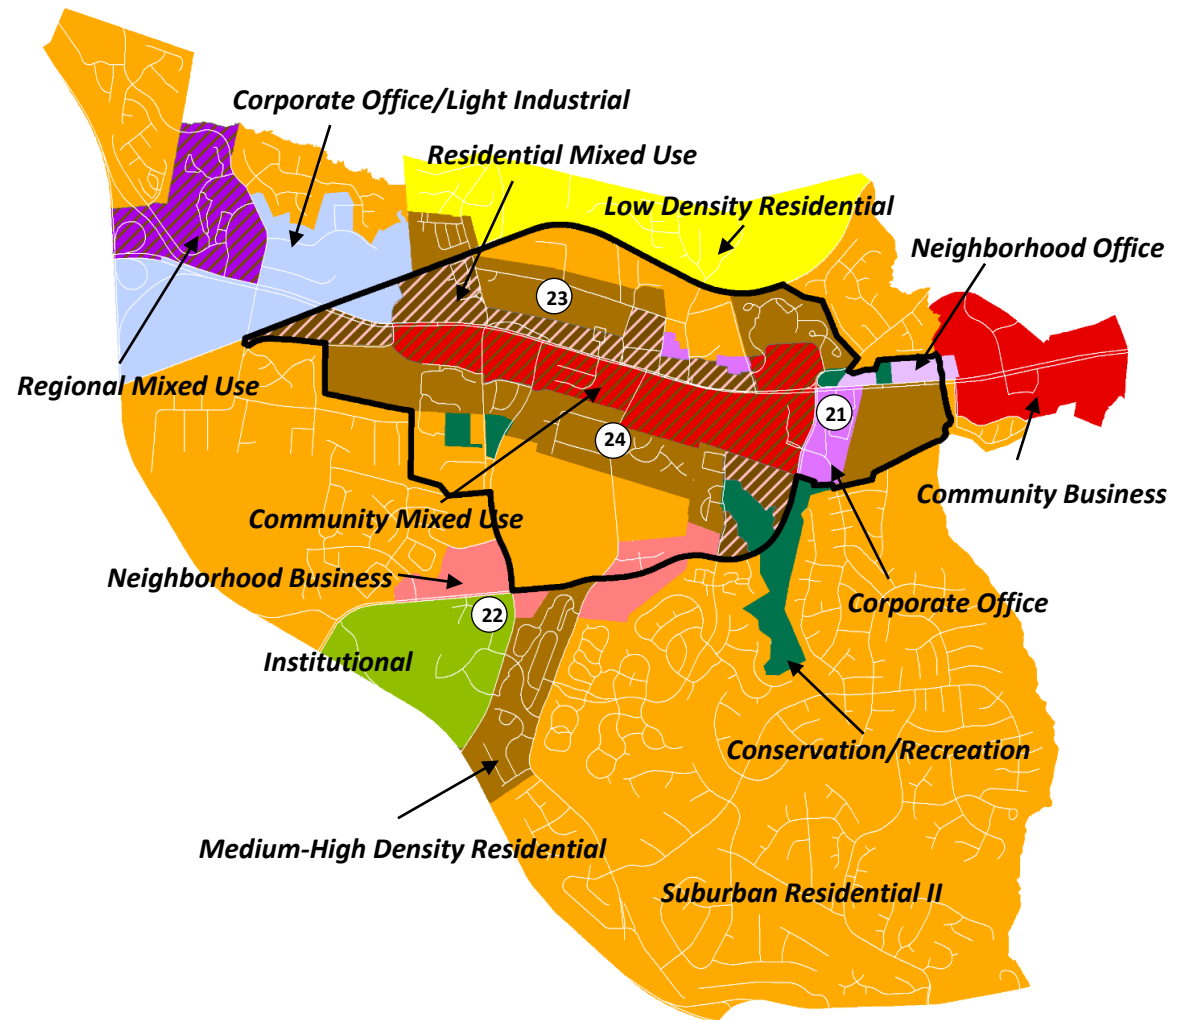 Corporate Office/Light Industrial
Residential Mixed Use
Low Density Residential
Neighborhood Office
23
Regional Mixed Use
21
24
Community Business
Community Mixed Use
Neighborhood Business
Corporate Office
22
Institutional
Conservation/Recreation
Medium-High Density Residential
Suburban Residential II